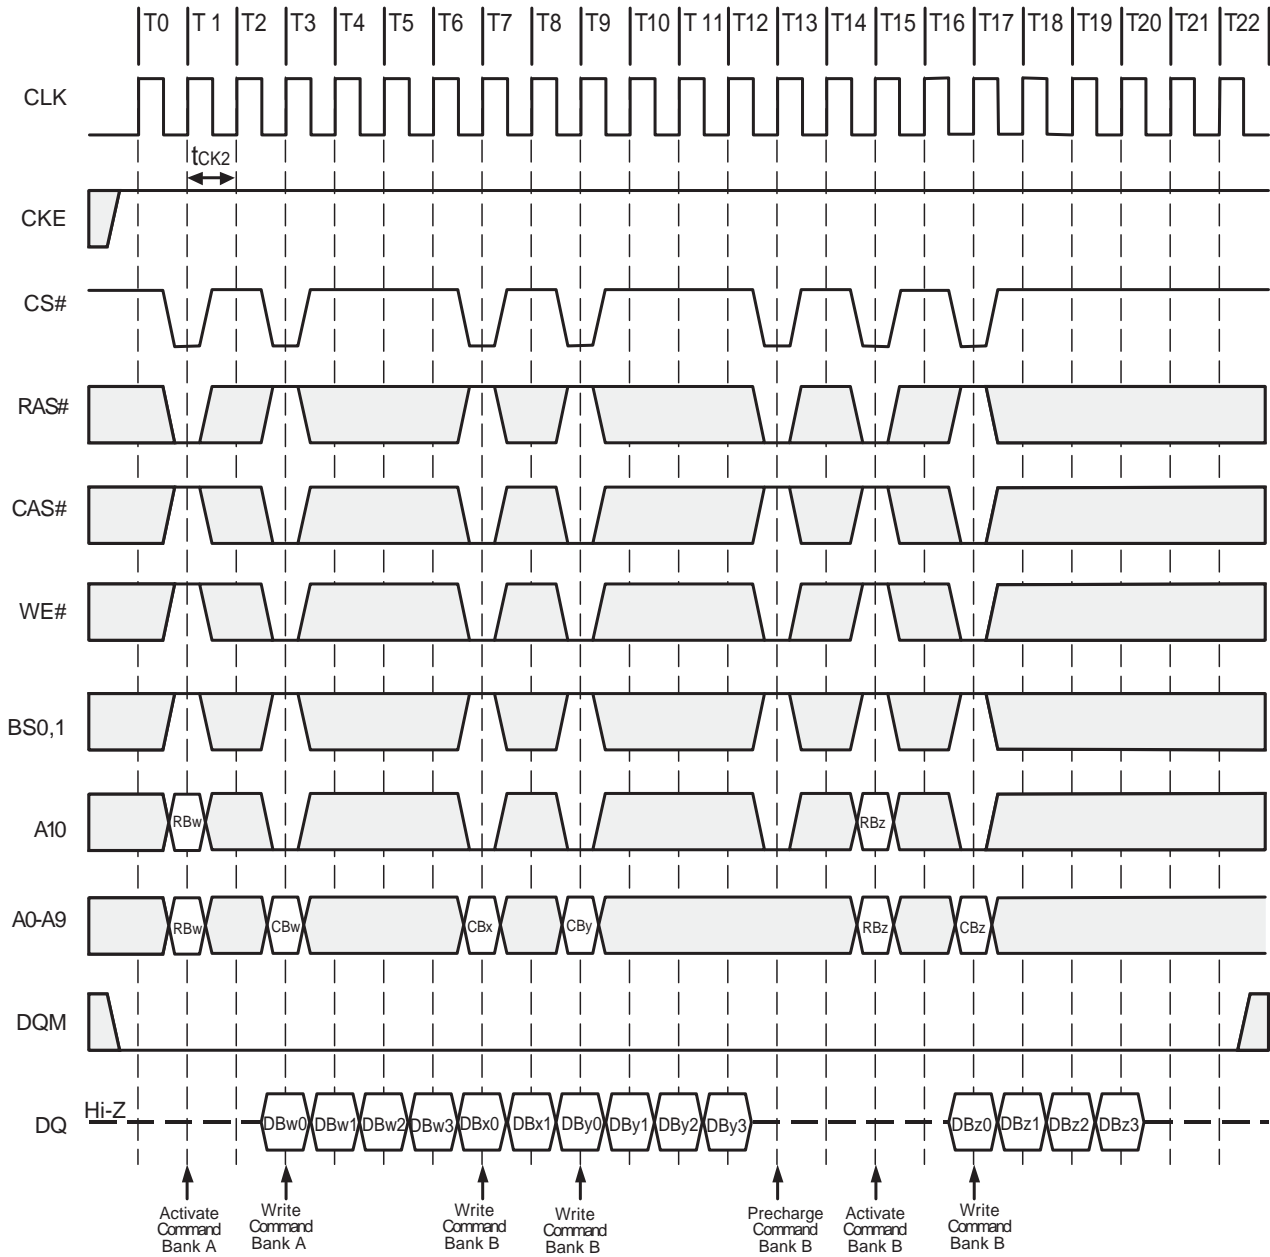 T0 T 1 T2 T3 T4 T5 T6 T7 T8 T9 T10 T 11 T12 T13 T14 T15 T16 T17 T18 T19 T20 T21 T22
CLK
tCK2
CKE
CS#
RAS#
CAS#
WE#
BS0,1
A10
RBw RBz
A0-A9
RBw CBw CBx CBy RBz CBz
DQM
Hi-Z
DQ
DBw0 DBw1 DBw2 DBw3 DBx0 DBx1 DBy0 DBy1 DBy2 DBy3 DBz0 DBz1 DBz2 DBz3
Activate
Command
Bank A
Write
Command
Bank A
Write
Command
Bank B
Write
Command
Bank B
Precharge
Command
Bank B
Activate
Command
Bank B
Write
Command
Bank B